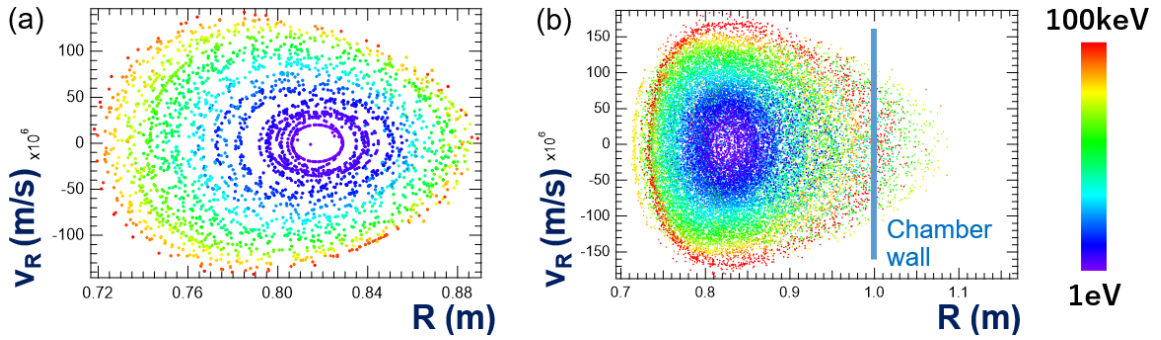 (a)
(b)
100keV
1eV
v_R (m/s) x10^6
100
50
0
-50
-100
0.72
0.76
0.80
0.84
0.88
R (m)
v_R (m/s) x10^6
150
100
50
0
-50
-100
-150
0.7
0.8
0.9
1.0
1.1
R (m)
Chamber
wall